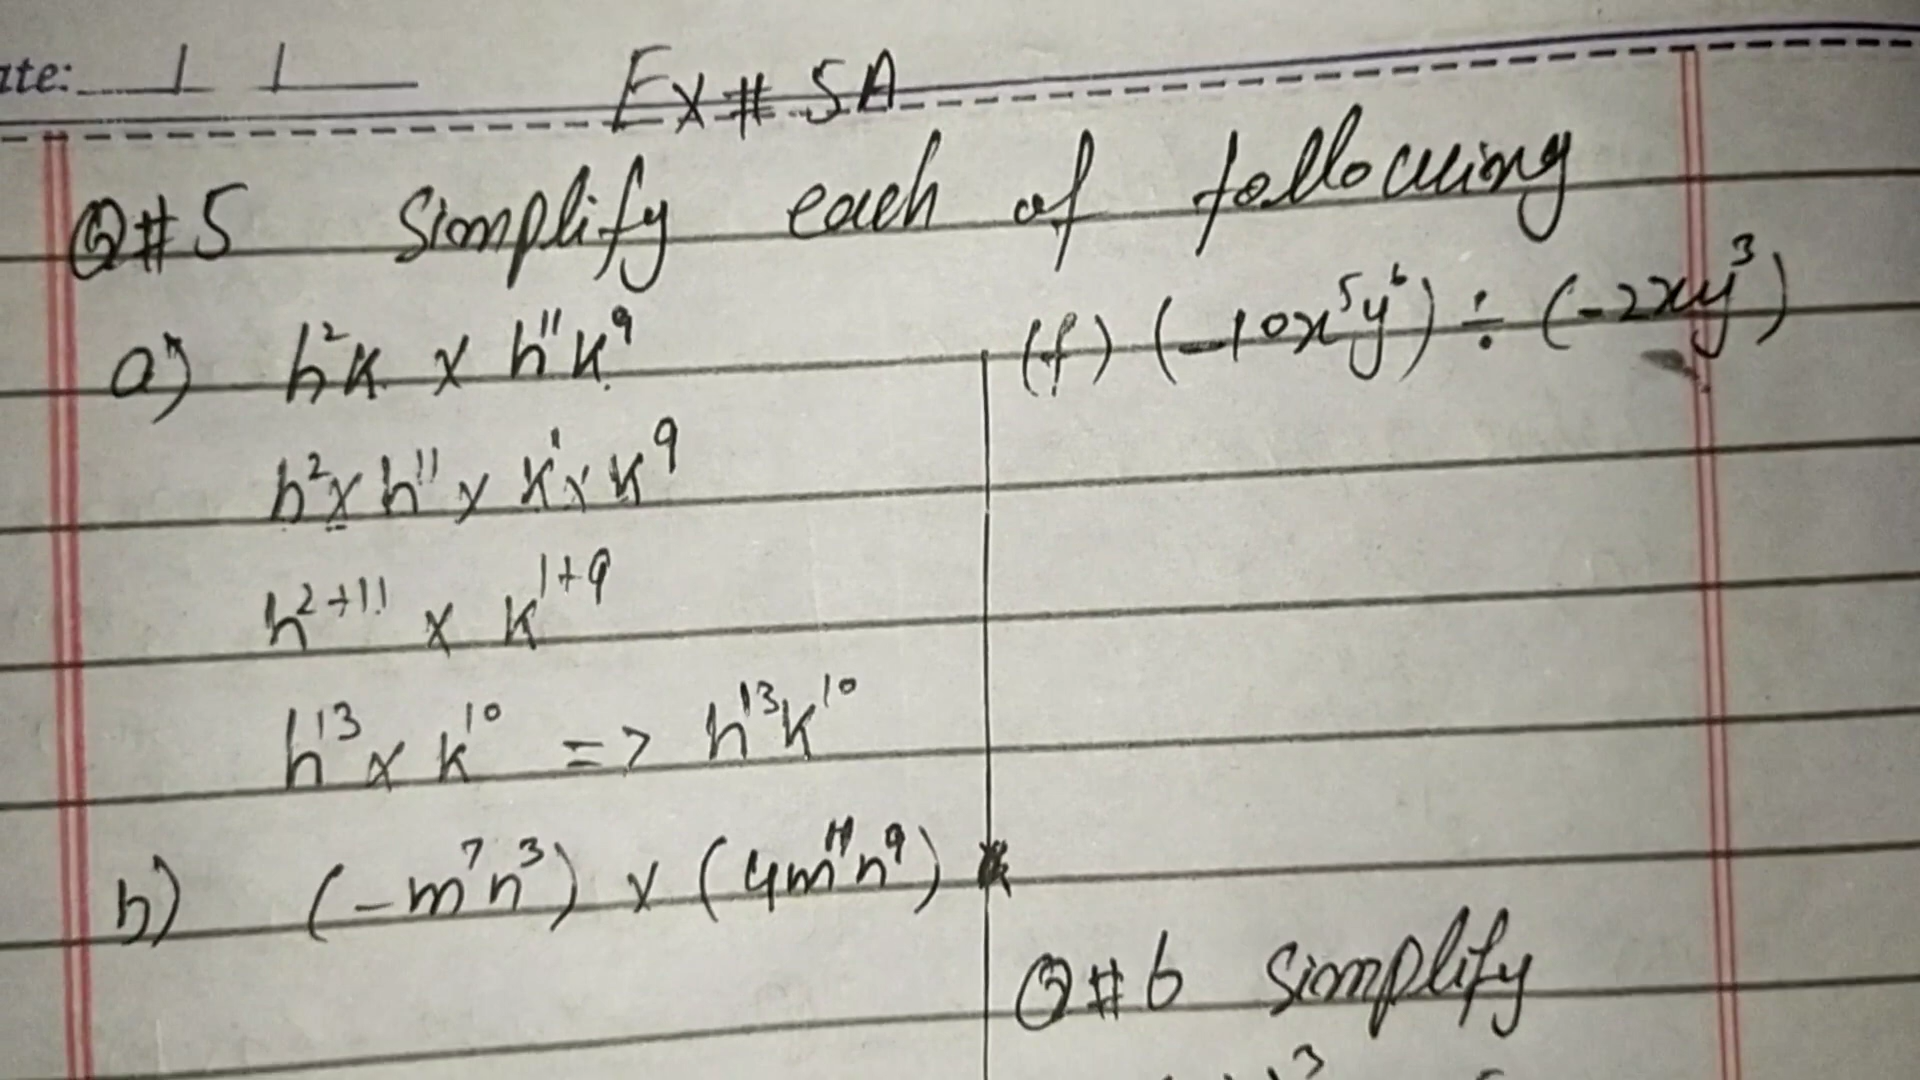 ate: / /
Ex# 5A
Q#5 Simplify each of following
a) h²k x h¹¹k⁹
h² x h¹¹ x k¹ x k⁹
h²⁺¹¹ x k¹⁺⁹
h¹³ x k¹⁰ => h¹³k¹⁰
b) (-m⁷n³) x (4m¹¹n⁹)
(f) (-10x⁵y⁶) ÷ (-2xy³)
Q#6 Simplify